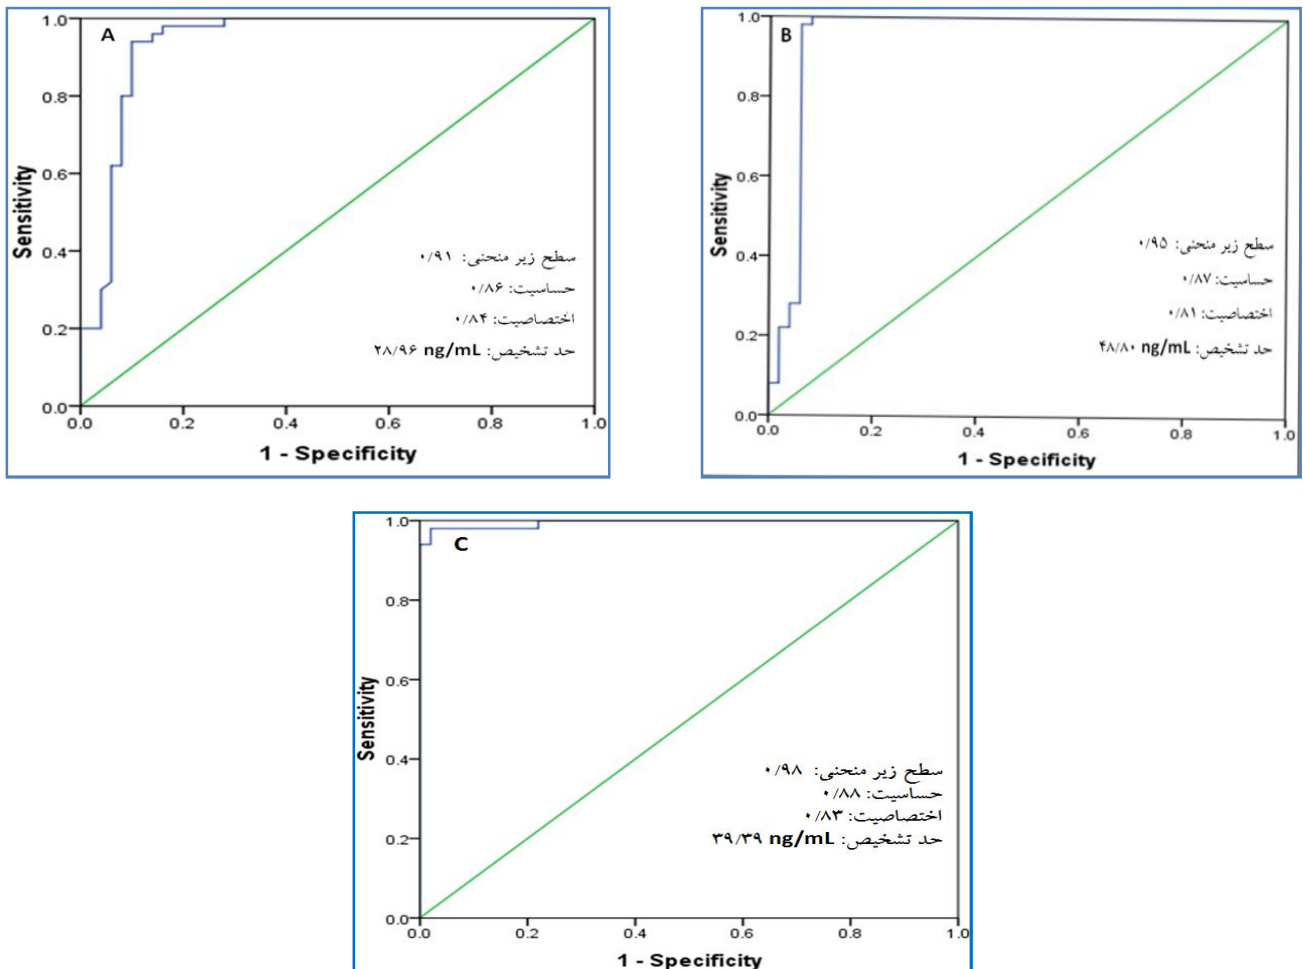 A
1.0
0.8
0.6
0.4
0.2
0.0
Sensitivity
سطح زیر منحنی: ۰/۹۱
حساسیت: ۰/۸۶
اختصاصیت: ۰/۸۴
حد تشخیص: ۲۸/۹۶ ng/mL
0.0 0.2 0.4 0.6 0.8 1.0
1 - Specificity
B
1.0
0.8
0.6
0.4
0.2
0.0
Sensitivity
سطح زیر منحنی: ۰/۹۵
حساسیت: ۰/۸۷
اختصاصیت: ۰/۸۱
حد تشخیص: ۴۸/۸۰ ng/mL
0.0 0.2 0.4 0.6 0.8 1.0
1 - Specificity
C
1.0
0.8
0.6
0.4
0.2
0.0
Sensitivity
سطح زیر منحنی: ۰/۹۸
حساسیت: ۰/۸۸
اختصاصیت: ۰/۸۳
حد تشخیص: ۳۹/۳۹ ng/mL
0.0 0.2 0.4 0.6 0.8 1.0
1 - Specificity